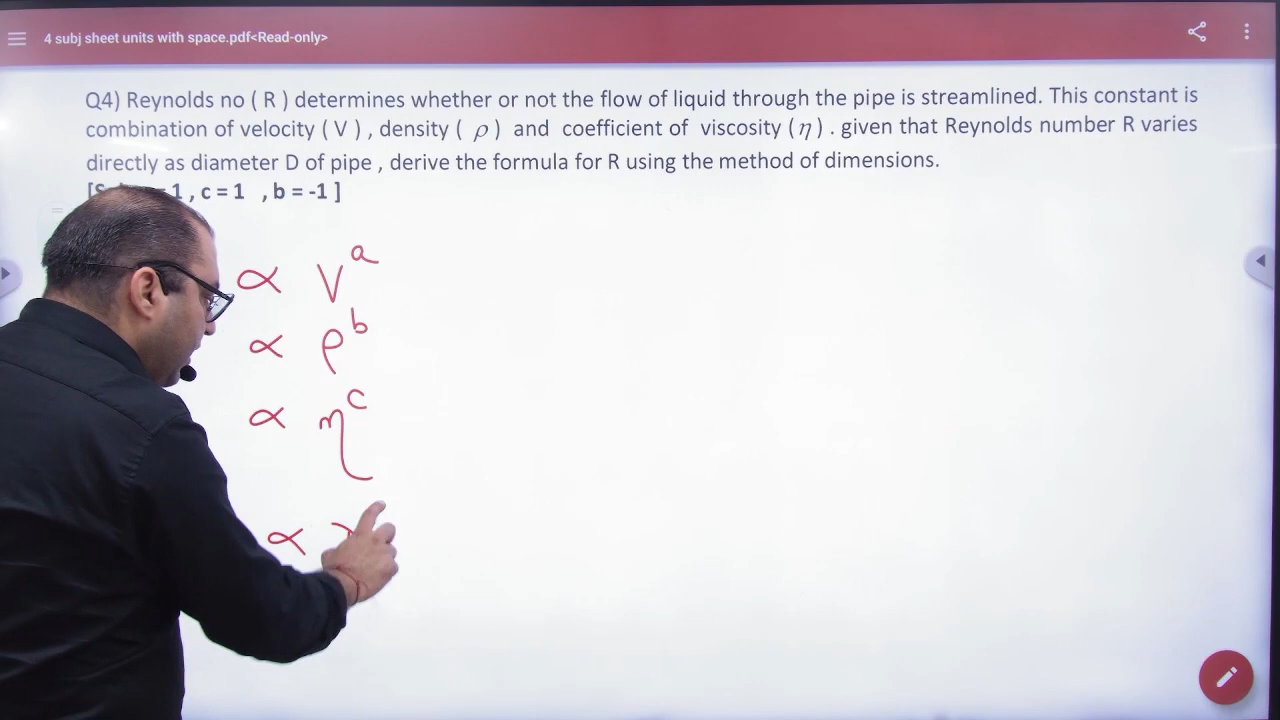 4 subj sheet units with space.pdf<Read-only>
Q4) Reynolds no ( R ) determines whether or not the flow of liquid through the pipe is streamlined. This constant is
combination of velocity ( V ) , density ( ρ ) and coefficient of viscosity ( η ) . given that Reynolds number R varies
directly as diameter D of pipe , derive the formula for R using the method of dimensions.
1 , c = 1 , b = -1 ]
∝ V^a
∝ ρ^b
∝ η^c
∝